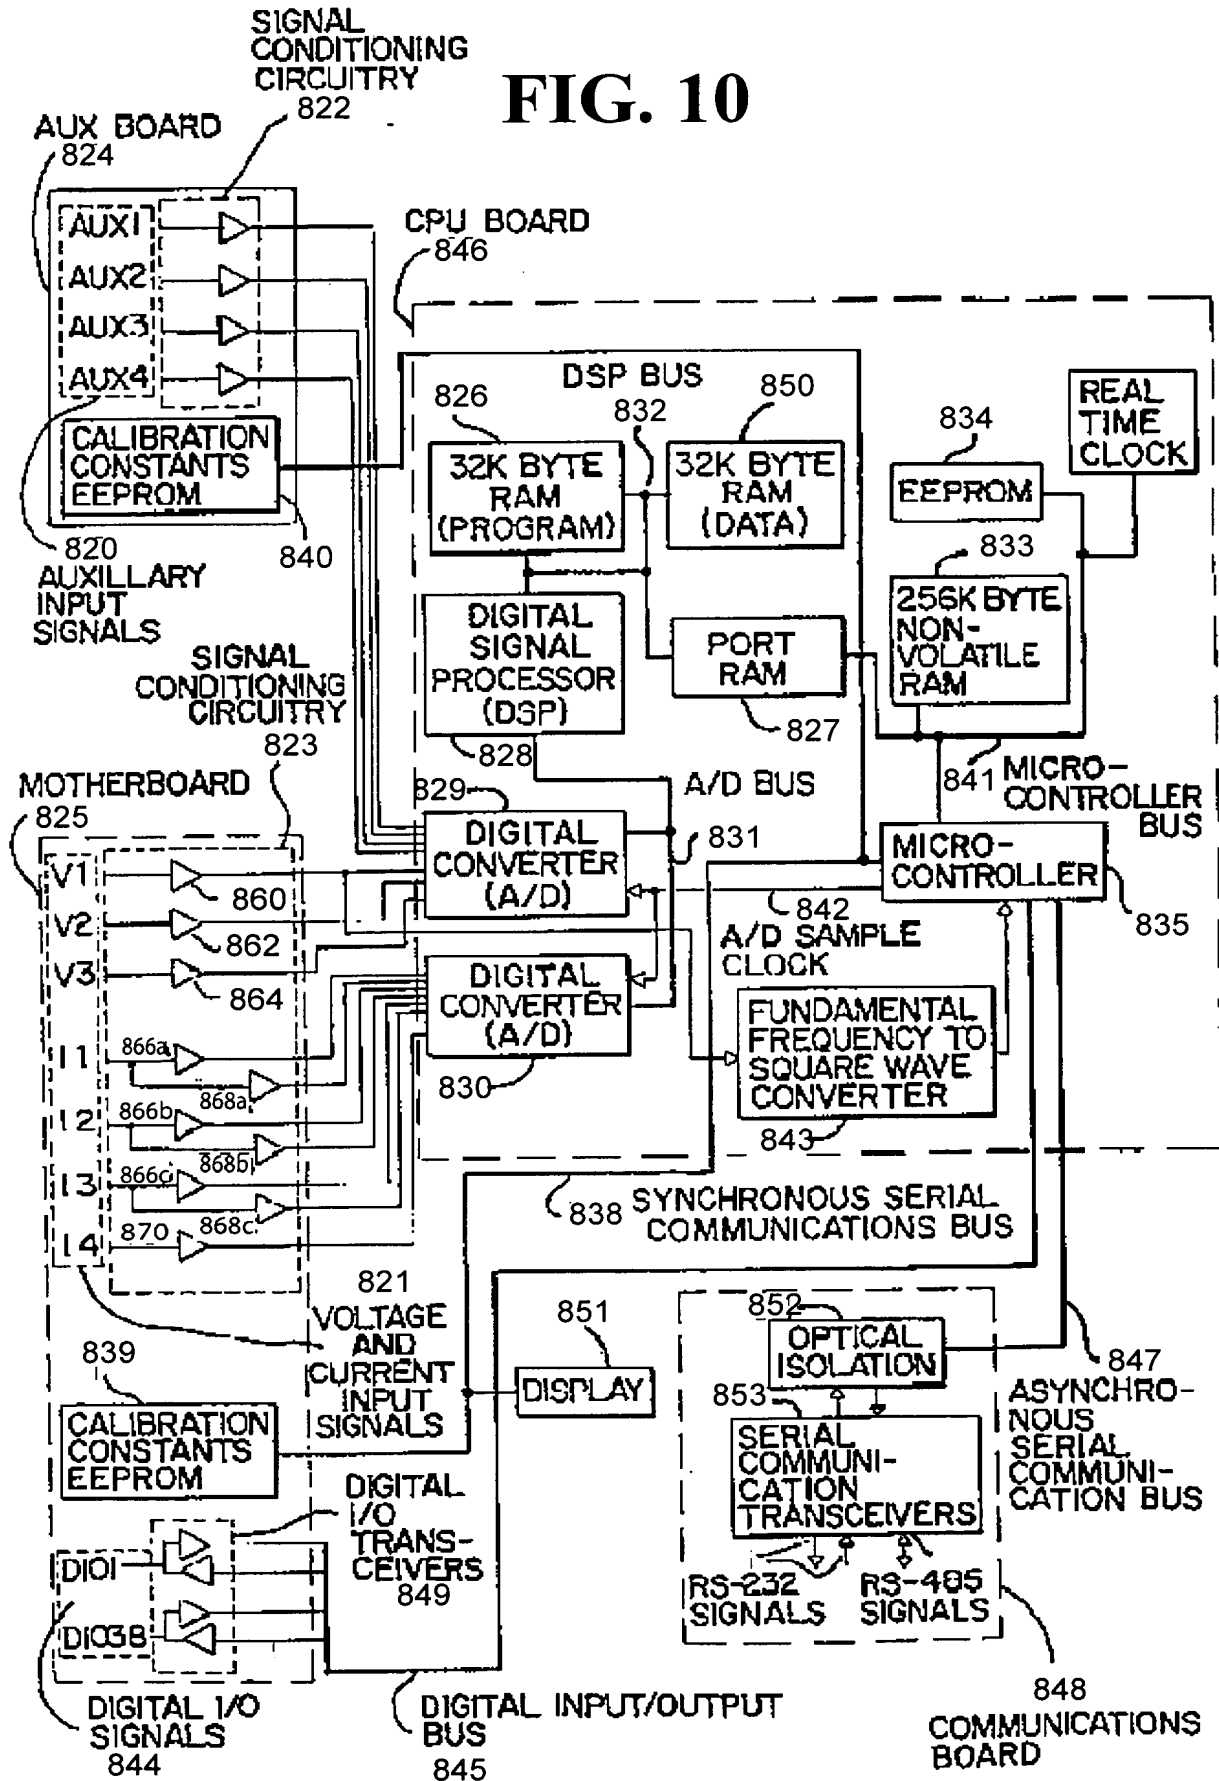 FIG. 10
SIGNAL
CONDITIONING
CIRCUITRY
822
AUX BOARD
824
AUX1
AUX2
AUX3
AUX4
CALIBRATION
CONSTANTS
EEPROM
820
AUXILLARY
INPUT
SIGNALS
840
CPU BOARD
846
DSP BUS
826
832
850
32K BYTE
RAM
(PROGRAM)
32K BYTE
RAM
(DATA)
834
EEPROM
REAL
TIME
CLOCK
833
256K BYTE
NON-
VOLATILE
RAM
DIGITAL
SIGNAL
PROCESSOR
(DSP)
828
PORT
RAM
827
841
MICRO-
CONTROLLER
BUS
SIGNAL
CONDITIONING
CIRCUITRY
823
MOTHERBOARD
825
829
A/D BUS
831
DIGITAL
CONVERTER
(A/D)
MICRO-
CONTROLLER
835
842
A/D SAMPLE
CLOCK
DIGITAL
CONVERTER
(A/D)
830
FUNDAMENTAL
FREQUENCY TO
SQUARE WAVE
CONVERTER
843
V1
860
V2
862
V3
864
I1
866a
868a
I2
866b
868b
I3
866c
868c
I4
870
838
SYNCHRONOUS SERIAL
COMMUNICATIONS BUS
821
VOLTAGE
AND
CURRENT
INPUT
SIGNALS
839
CALIBRATION
CONSTANTS
EEPROM
851
DISPLAY
852
OPTICAL
ISOLATION
847
ASYNCHRO-
NOUS
SERIAL
COMMUNI-
CATION BUS
853
SERIAL
COMMUNI-
CATION
TRANSCEIVERS
RS-232
SIGNALS
RS-485
SIGNALS
848
COMMUNICATIONS
BOARD
DIGITAL
I/O
TRANS-
CEIVERS
849
DIO1
DIO38
DIGITAL I/O
SIGNALS
844
DIGITAL INPUT/OUTPUT
BUS
845